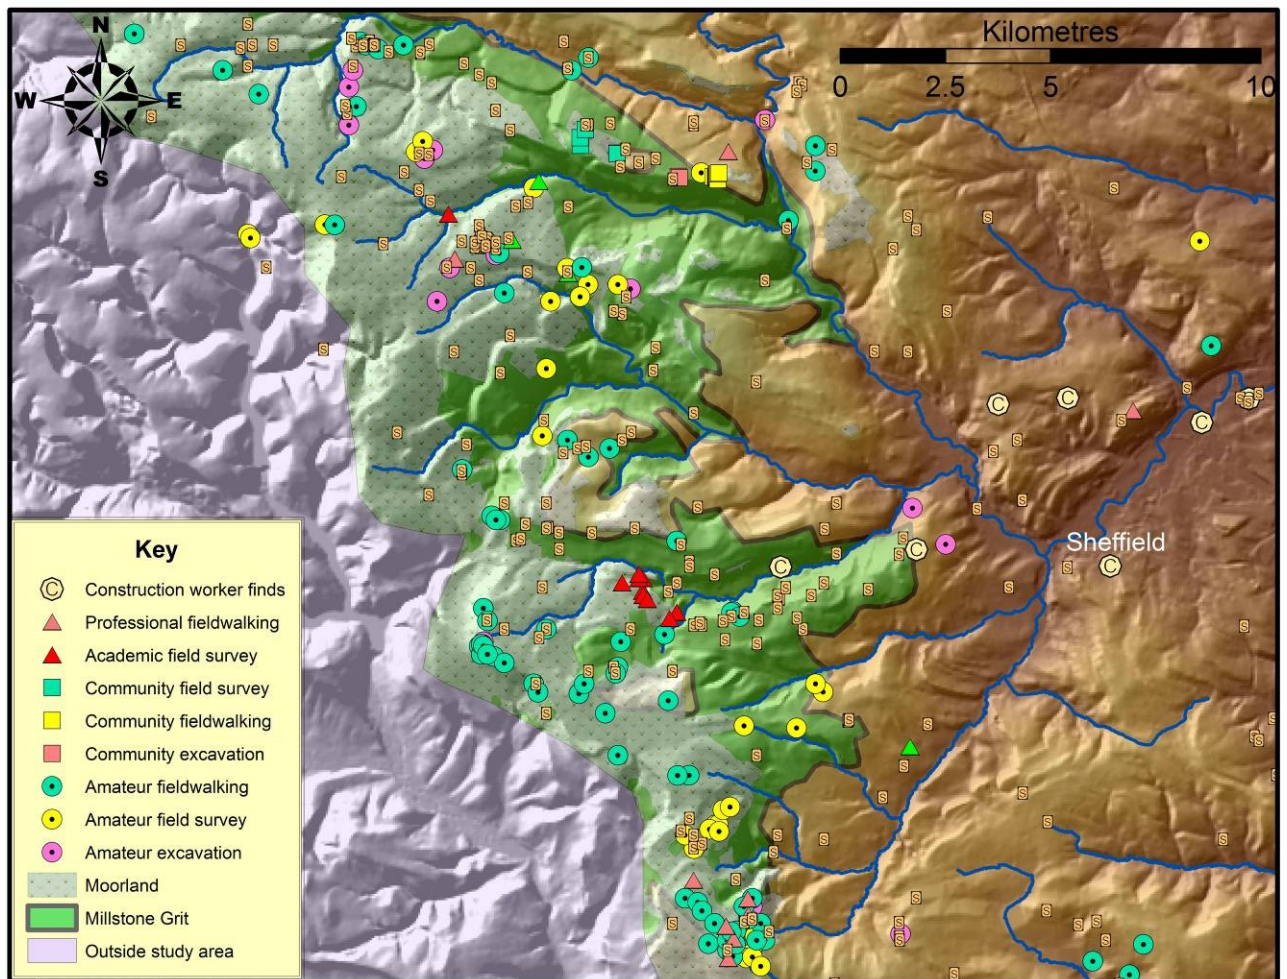 N
Kilometres
W
E
0
2.5
5
10
S
Sheffield
Key
Construction worker finds
Professional fieldwalking
Academic field survey
Community field survey
Community fieldwalking
Community excavation
Amateur fieldwalking
Amateur field survey
Amateur excavation
Moorland
Millstone Grit
Outside study area